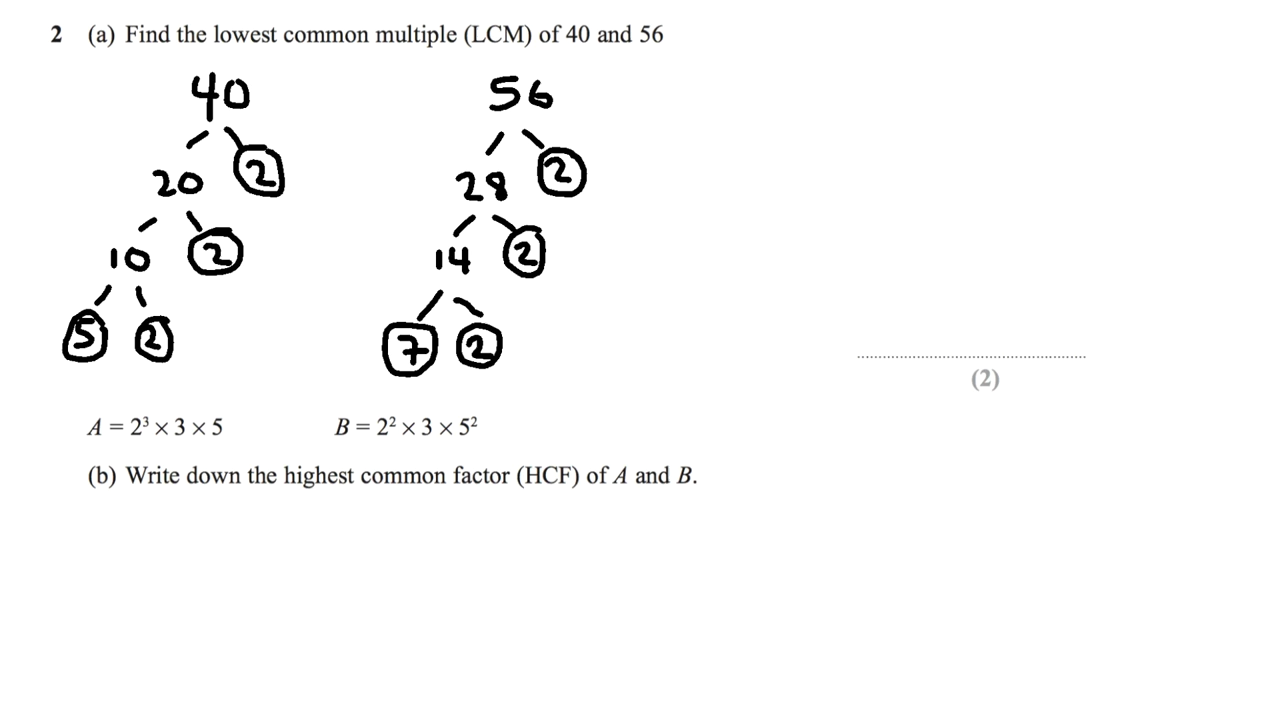 2 (a) Find the lowest common multiple (LCM) of 40 and 56
40 56
20 2 28 2
10 2 14 2
5 2 7 2
(2)
A = 2³ × 3 × 5 B = 2² × 3 × 5²
(b) Write down the highest common factor (HCF) of A and B.